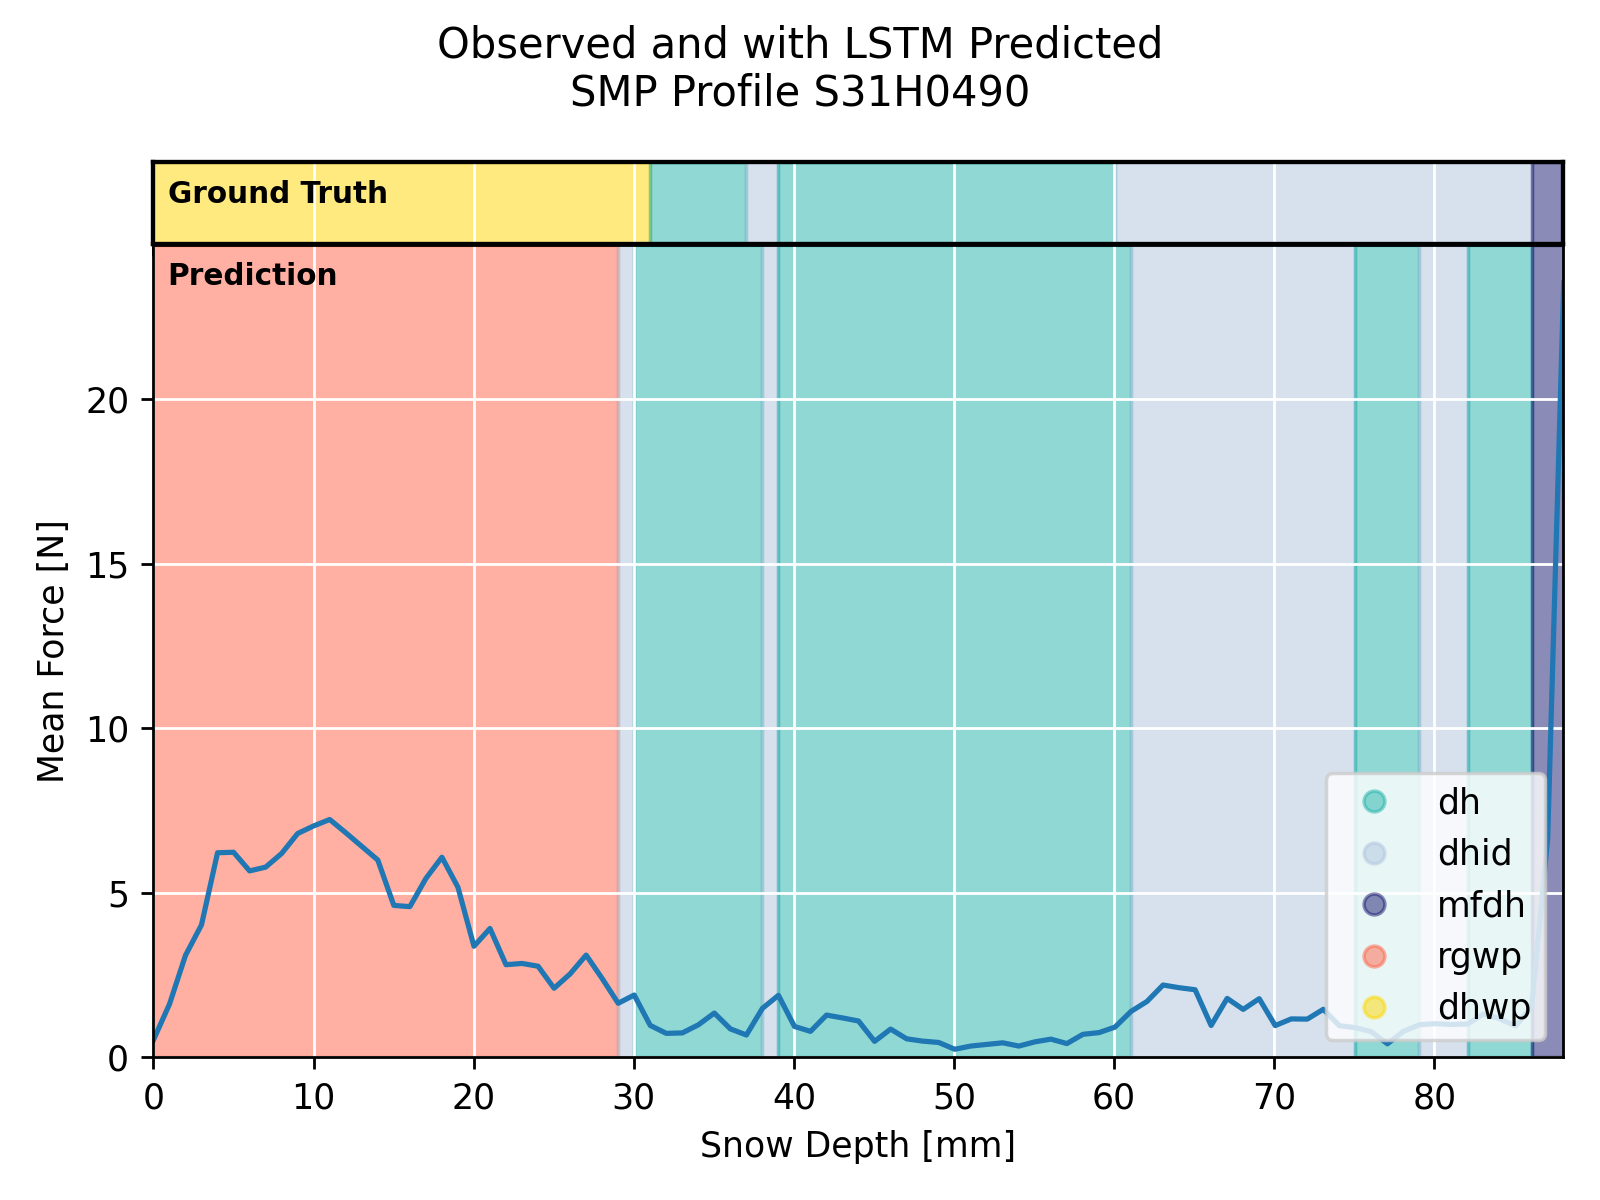 Observed and with LSTM Predicted
SMP Profile S31H0490
Ground Truth
Prediction
20
15
10
5
0
Mean Force [N]
dh
dhid
mfdh
rgwp
dhwp
0 10 20 30 40 50 60 70 80
Snow Depth [mm]